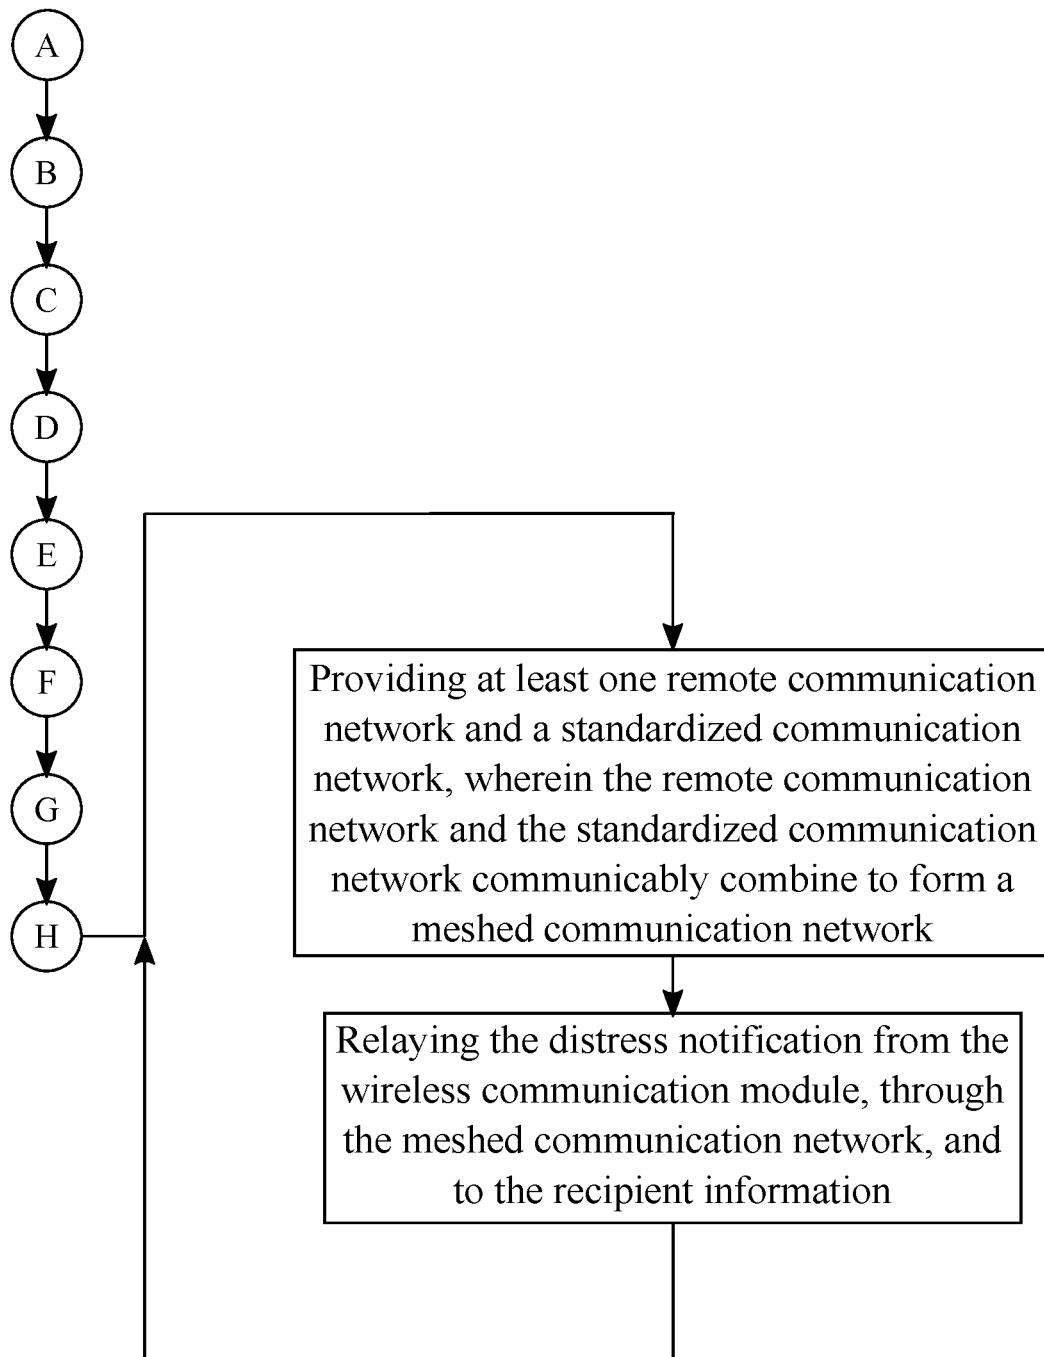 A
B
C
D
E
F
G
H
Providing at least one remote communication
network and a standardized communication
network, wherein the remote communication
network and the standardized communication
network communicably combine to form a
meshed communication network
Relaying the distress notification from the
wireless communication module, through
the meshed communication network, and
to the recipient information